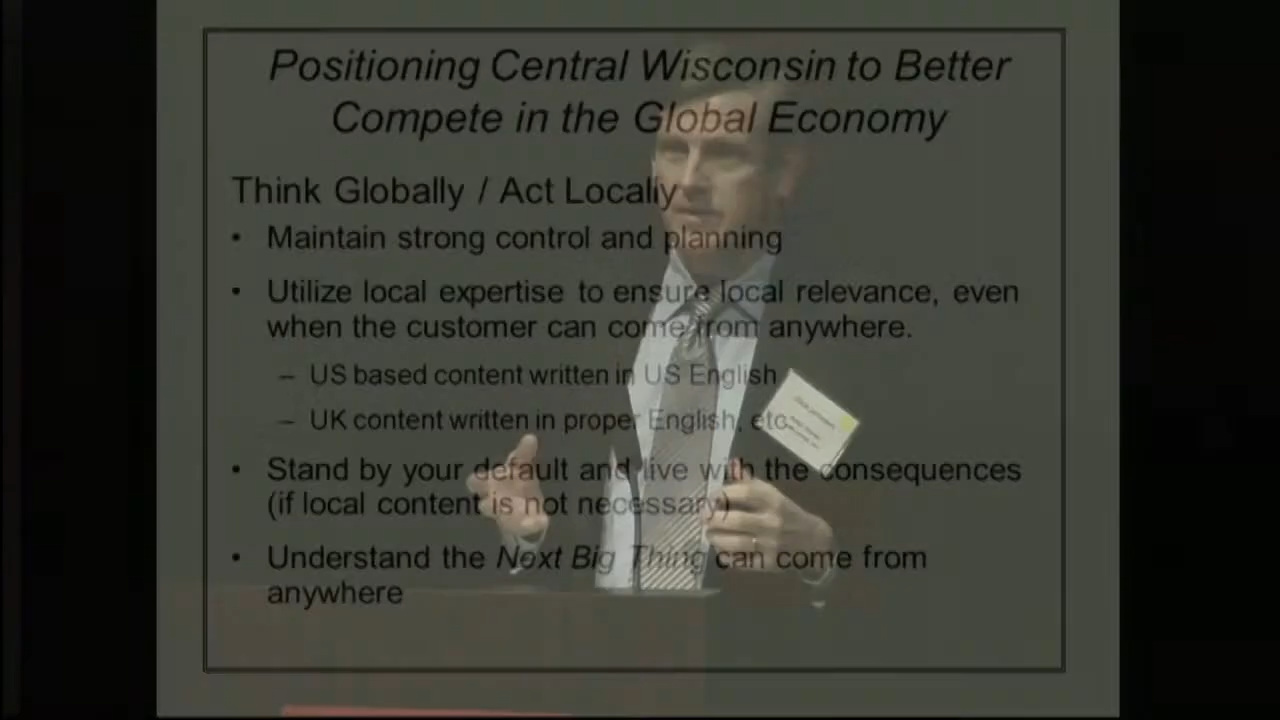 Positioning Central Wisconsin to Better
Compete in the Global Economy
Think Globally / Act Locally
• Maintain strong control and planning
• Utilize local expertise to ensure local relevance, even
when the customer can come from anywhere.
– US based content written in US English
– UK content written in proper English, etc
• Stand by your default and live with the consequences
(if local content is not necessary)
• Understand the Next Big Thing can come from
anywhere